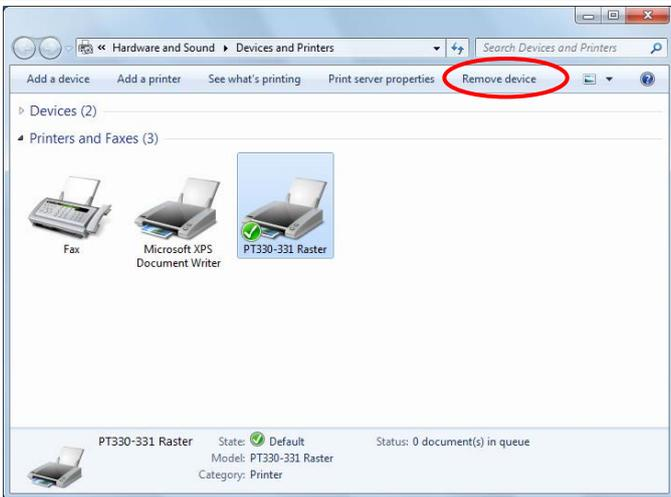 « Hardware and Sound ▸ Devices and Printers Search Devices and Printers
Add a device Add a printer See what's printing Print server properties Remove device
Devices (2)
Printers and Faxes (3)
Fax Microsoft XPS PT330-331 Raster
Document Writer
PT330-331 Raster State: Default Status: 0 document(s) in queue
Model: PT330-331 Raster
Category: Printer